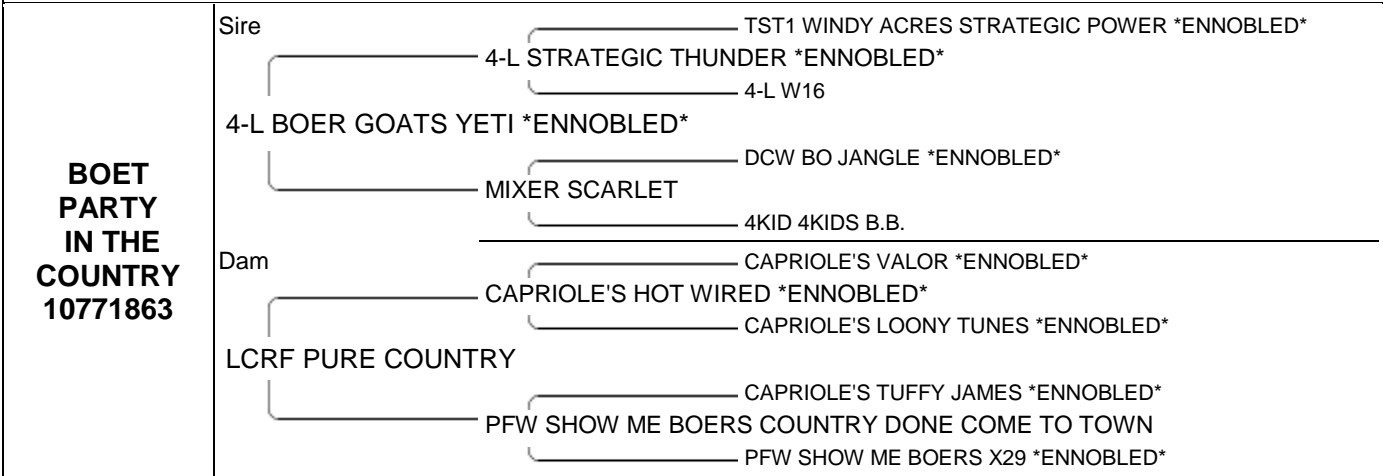 BOET
PARTY
IN THE
COUNTRY
10771863
Sire
TST1 WINDY ACRES STRATEGIC POWER *ENNOBLED*
4-L STRATEGIC THUNDER *ENNOBLED*
4-L W16
4-L BOER GOATS YETI *ENNOBLED*
DCW BO JANGLE *ENNOBLED*
MIXER SCARLET
4KID 4KIDS B.B.
Dam
CAPRIOLE'S VALOR *ENNOBLED*
CAPRIOLE'S HOT WIRED *ENNOBLED*
CAPRIOLE'S LOONY TUNES *ENNOBLED*
LCRF PURE COUNTRY
CAPRIOLE'S TUFFY JAMES *ENNOBLED*
PFW SHOW ME BOERS COUNTRY DONE COME TO TOWN
PFW SHOW ME BOERS X29 *ENNOBLED*